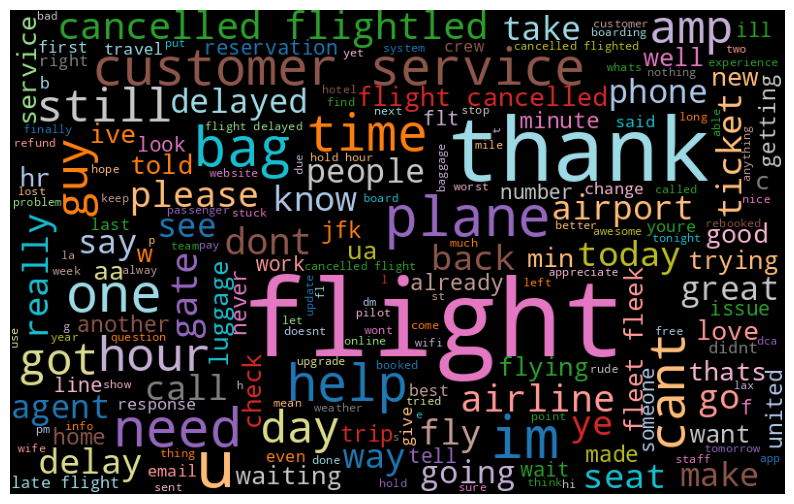 bad
cancelled flightled
take
amp
customer
boarding
ill
service
first
travel
put
reservation
system
crew
cancelled flighted
two
right
yet
well
whats
experience
b
customer service
nothing
new
still
delayed
hotel
find
flight cancelled
phone
getting
finally
ive
flight delayed
next
stop
said
long
able
refund
look
bag
time
flt
minute
thank
ticket
anything
hope
due
hold hour
mile
t
hr
guy
told
website
people
baggage
worst
number
change
called
c
lost
keep
please
know
nice
problem
passenger
stuck
board
plane
airport
better
youre
rebooked
really
last
see
dont
jfk
awesome
tonight
good
team
pay
say
w
p
ua
back
min
today
trying
la
aa
gate
work
much
cancelled flight
already
appreciate
great
week
alway
one
luggage
never
flight
l
left
issue
g
another
update
fl
dm
st
pilot
free
dca
year
question
let
doesnt
wont
come
love
didnt
use
got
hour
check
online
wifi
flying
rude
fleet fleek
cant
line
show
call
h
upgrade
help
booked
best
airline
thats
lax
go
agent
response
mean
weather
tried
e
give
point
someone
f
united
pm
info
need
day
trip
s
fly
im
ye
want
home
wife
thing
even
done
way
tell
made
staff
tomorrow
delay
email
u
waiting
going
wait
seat
make
app
late flight
sent
hold
sure
think
hi